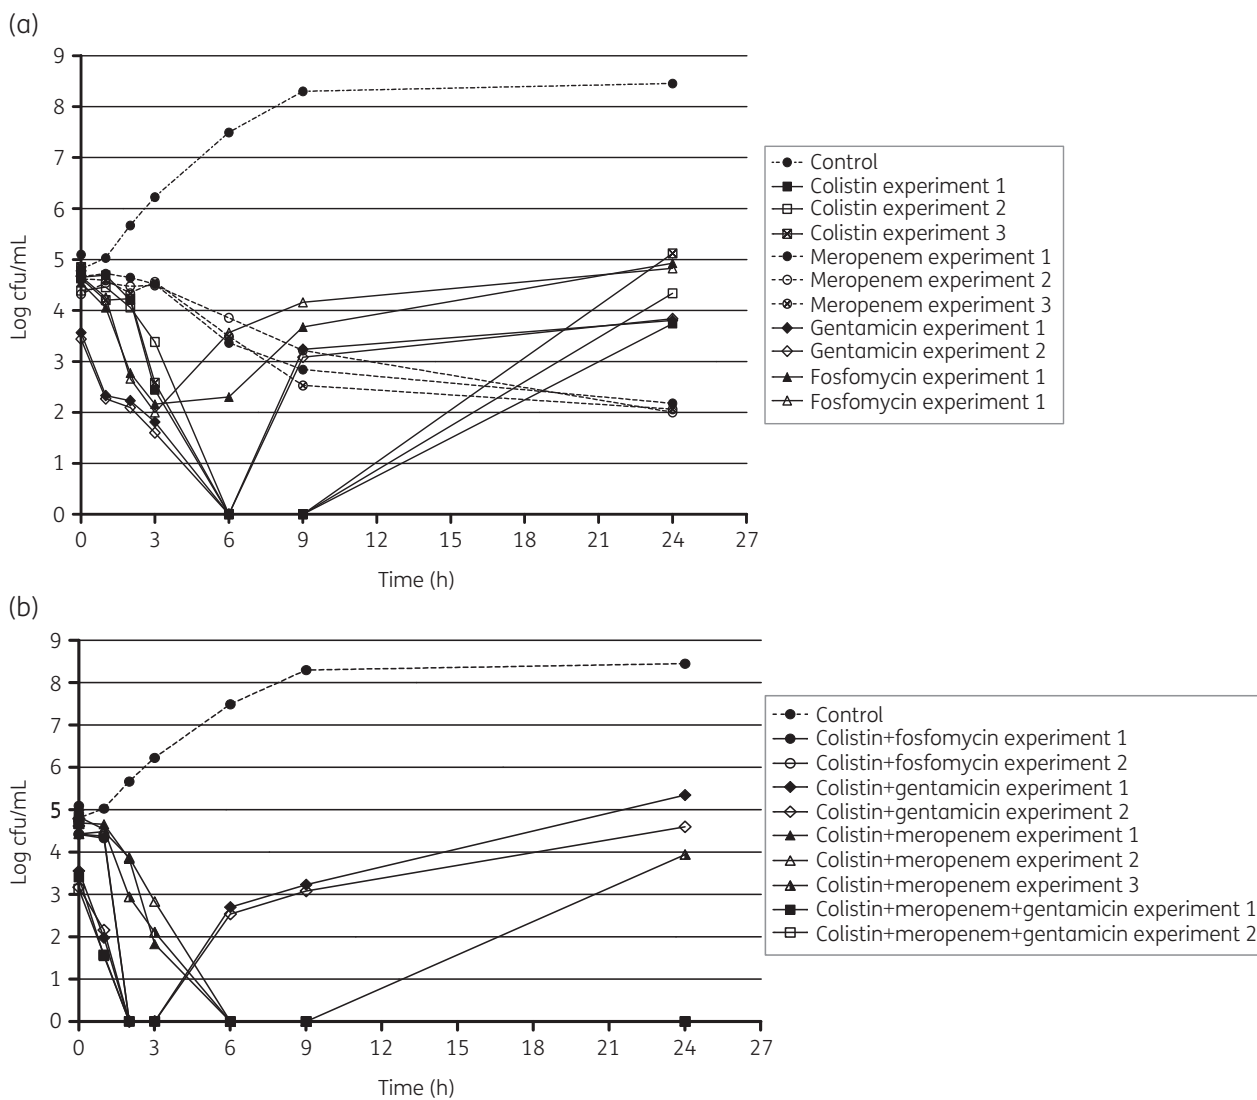 (a)
9
8
7
6
5
4
3
2
1
0
Log cfu/mL
0 3 6 9 12 15 18 21 24 27
Time (h)
Control
Colistin experiment 1
Colistin experiment 2
Colistin experiment 3
Meropenem experiment 1
Meropenem experiment 2
Meropenem experiment 3
Gentamicin experiment 1
Gentamicin experiment 2
Fosfomycin experiment 1
Fosfomycin experiment 1
(b)
9
8
7
6
5
4
3
2
1
0
Log cfu/mL
0 3 6 9 12 15 18 21 24 27
Time (h)
Control
Colistin+fosfomycin experiment 1
Colistin+fosfomycin experiment 2
Colistin+gentamicin experiment 1
Colistin+gentamicin experiment 2
Colistin+meropenem experiment 1
Colistin+meropenem experiment 2
Colistin+meropenem experiment 3
Colistin+meropenem+gentamicin experiment 1
Colistin+meropenem+gentamicin experiment 2